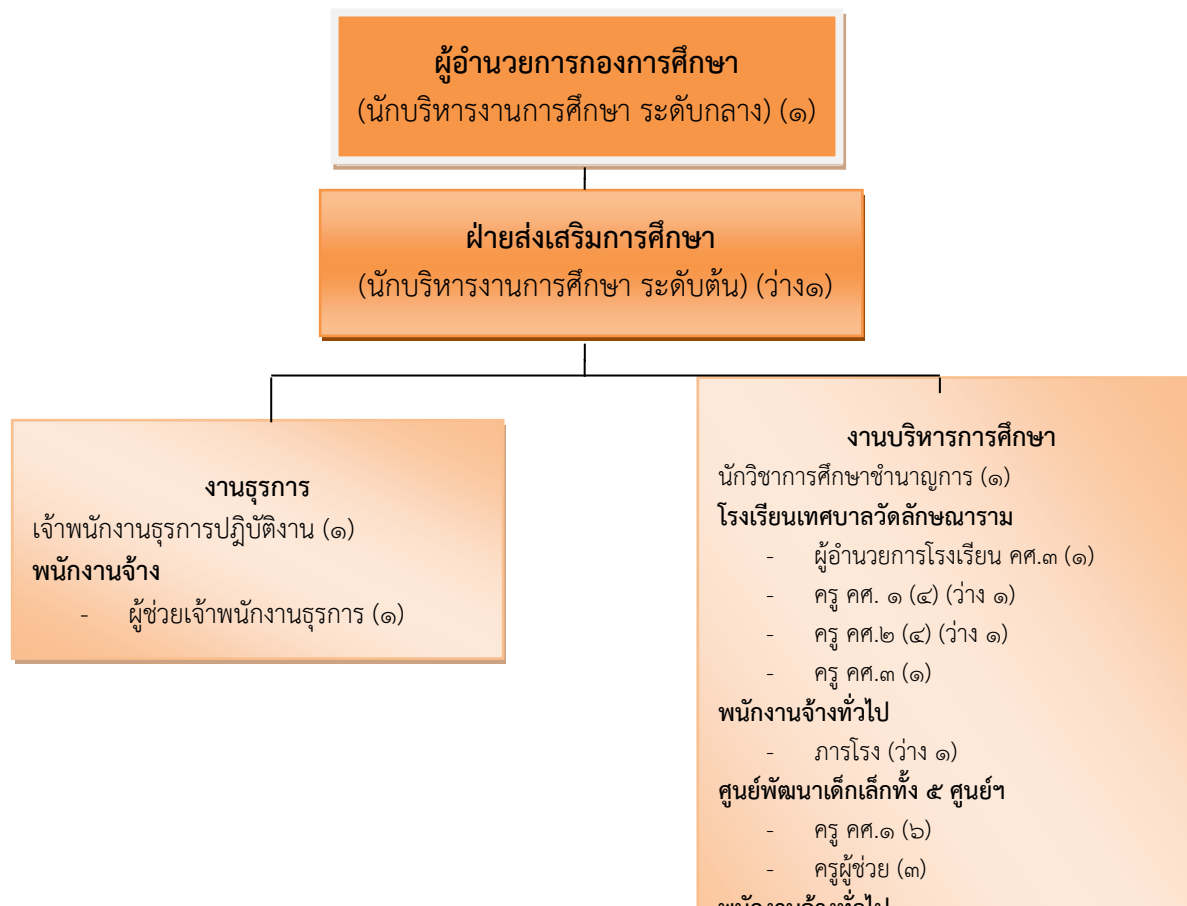 ผู้อำนวยการกองการศึกษา
(นักบริหารงานการศึกษา ระดับกลาง) (๑)
ฝ่ายส่งเสริมการศึกษา
(นักบริหารงานการศึกษา ระดับต้น) (ว่าง๑)
งานธุรการ
เจ้าพนักงานธุรการปฏิบัติงาน (๑)
พนักงานจ้าง
- ผู้ช่วยเจ้าพนักงานธุรการ (๑)
งานบริหารการศึกษา
นักวิชาการศึกษาชำนาญการ (๑)
โรงเรียนเทศบาลวัดลักษณาราม
- ผู้อำนวยการโรงเรียน คศ.๓ (๑)
- ครู คศ. ๑ (๔) (ว่าง ๑)
- ครู คศ.๒ (๔) (ว่าง ๑)
- ครู คศ.๓ (๑)
พนักงานจ้างทั่วไป
- ภารโรง (ว่าง ๑)
ศูนย์พัฒนาเด็กเล็กทั้ง ๕ ศูนย์ฯ
- ครู คศ.๑ (๖)
- ครูผู้ช่วย (๓)
พนักงานจ้างทั่วไป